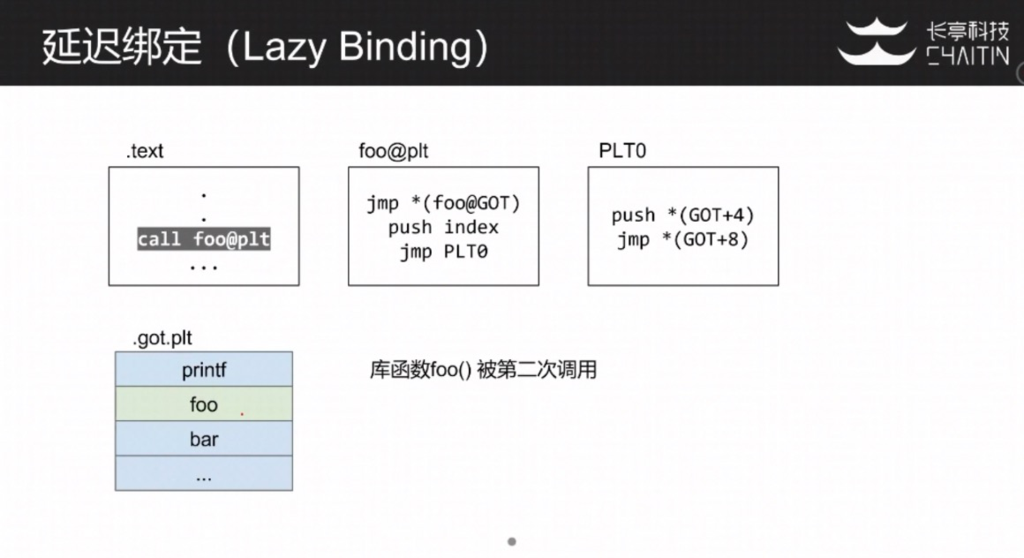 延迟绑定（Lazy Binding）
长亭科技
CHAITIN
.text
.
.
call foo@plt
...
foo@plt
jmp *(foo@GOT)
push index
jmp PLT0
PLT0
push *(GOT+4)
jmp *(GOT+8)
.got.plt
printf
foo
bar
...
库函数foo() 被第二次调用